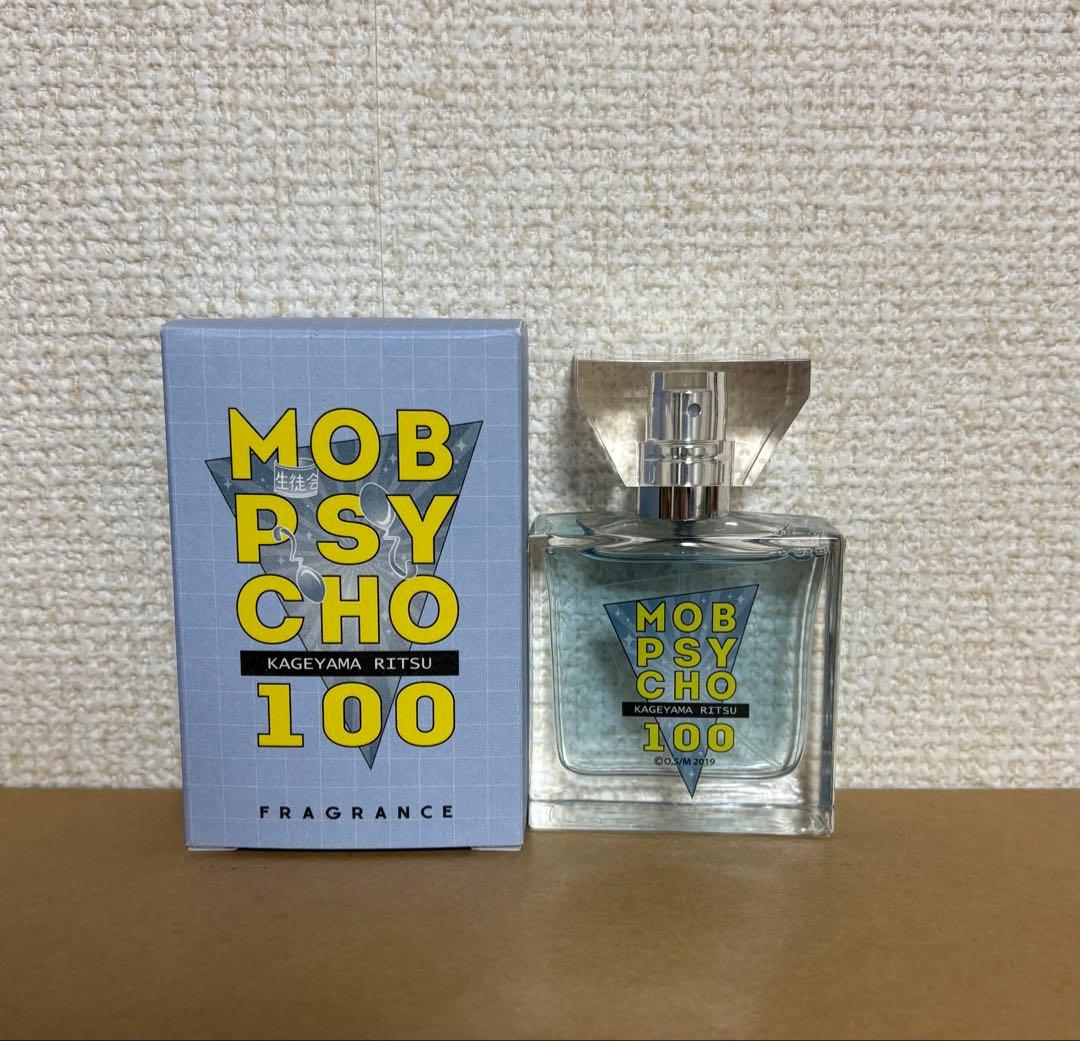 MOB
生徒会
PSY
CHO
KAGEYAMA RITSU
100
FRAGRANCE
MOB
PSY
CHO
KAGEYAMA RITSU
100
©O,S/M 2019